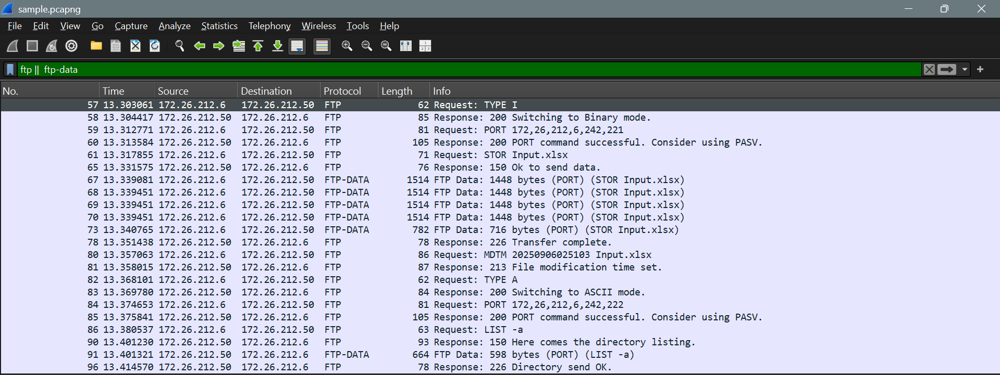 sample.pcapng
File Edit View Go Capture Analyze Statistics Telephony Wireless Tools Help
ftp || ftp-data
No. Time Source Destination Protocol Length Info
57 13.303061 172.26.212.6 172.26.212.50 FTP 62 Request: TYPE I
58 13.304417 172.26.212.50 172.26.212.6 FTP 85 Response: 200 Switching to Binary mode.
59 13.312771 172.26.212.6 172.26.212.50 FTP 81 Request: PORT 172,26,212,6,242,221
60 13.313584 172.26.212.50 172.26.212.6 FTP 105 Response: 200 PORT command successful. Consider using PASV.
61 13.317855 172.26.212.6 172.26.212.50 FTP 71 Request: STOR Input.xlsx
65 13.331575 172.26.212.50 172.26.212.6 FTP 76 Response: 150 Ok to send data.
67 13.339081 172.26.212.6 172.26.212.50 FTP-DATA 1514 FTP Data: 1448 bytes (PORT) (STOR Input.xlsx)
68 13.339451 172.26.212.6 172.26.212.50 FTP-DATA 1514 FTP Data: 1448 bytes (PORT) (STOR Input.xlsx)
69 13.339451 172.26.212.6 172.26.212.50 FTP-DATA 1514 FTP Data: 1448 bytes (PORT) (STOR Input.xlsx)
70 13.339451 172.26.212.6 172.26.212.50 FTP-DATA 1514 FTP Data: 1448 bytes (PORT) (STOR Input.xlsx)
73 13.340765 172.26.212.6 172.26.212.50 FTP-DATA 782 FTP Data: 716 bytes (PORT) (STOR Input.xlsx)
78 13.351438 172.26.212.50 172.26.212.6 FTP 78 Response: 226 Transfer complete.
80 13.357063 172.26.212.6 172.26.212.50 FTP 86 Request: MDTM 20250906025103 Input.xlsx
81 13.358015 172.26.212.50 172.26.212.6 FTP 87 Response: 213 File modification time set.
82 13.368101 172.26.212.6 172.26.212.50 FTP 62 Request: TYPE A
83 13.369780 172.26.212.50 172.26.212.6 FTP 84 Response: 200 Switching to ASCII mode.
84 13.374653 172.26.212.6 172.26.212.50 FTP 81 Request: PORT 172,26,212,6,242,222
85 13.375841 172.26.212.50 172.26.212.6 FTP 105 Response: 200 PORT command successful. Consider using PASV.
86 13.380537 172.26.212.6 172.26.212.50 FTP 63 Request: LIST -a
90 13.401230 172.26.212.50 172.26.212.6 FTP 93 Response: 150 Here comes the directory listing.
91 13.401321 172.26.212.50 172.26.212.6 FTP-DATA 664 FTP Data: 598 bytes (PORT) (LIST -a)
96 13.414570 172.26.212.50 172.26.212.6 FTP 78 Response: 226 Directory send OK.